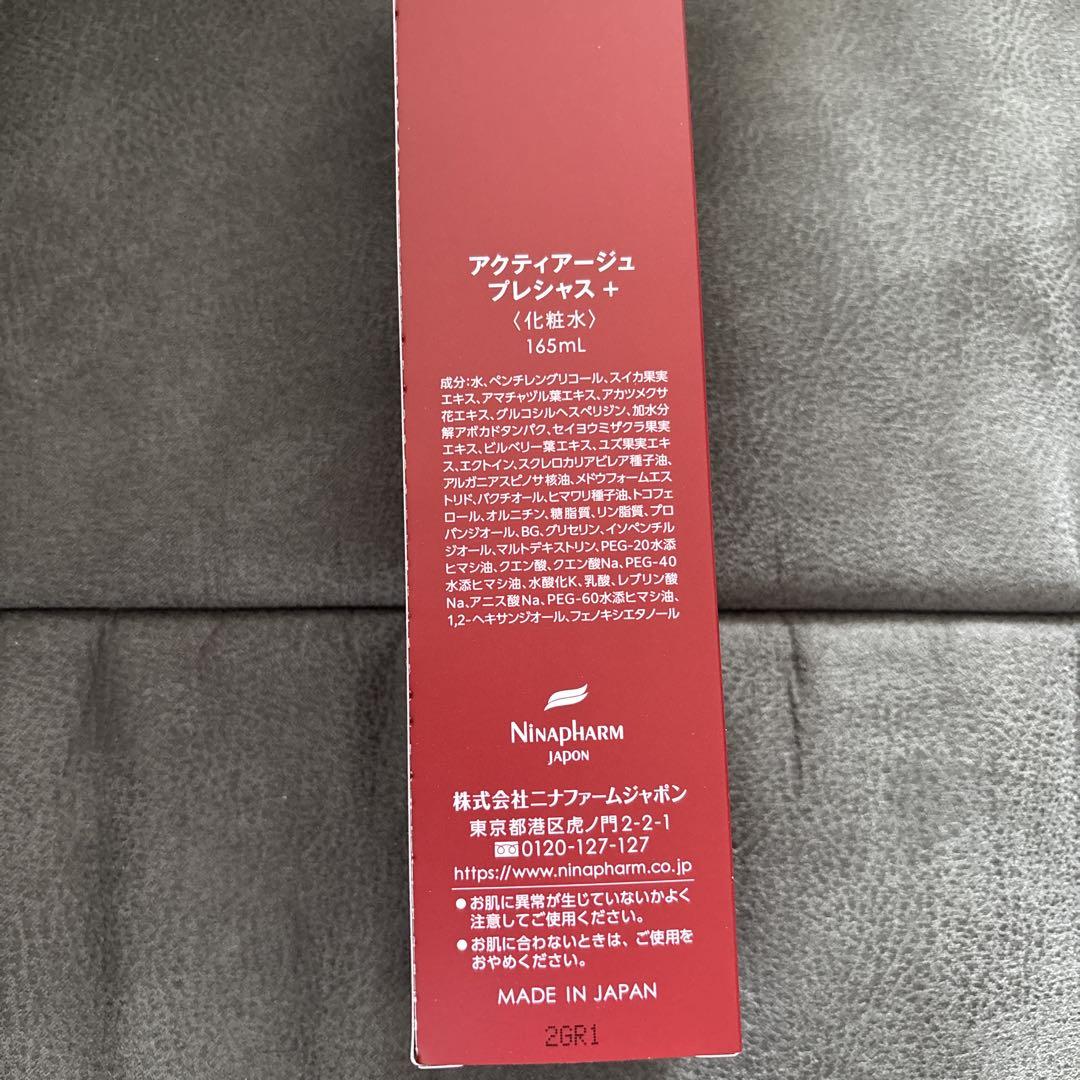 アクティアージュ
プレシャス +
〈化粧水〉
165mL
成分:水、ペンチレングリコール、スイカ果実
エキス、アマチャヅル葉エキス、アカツメクサ
花エキス、グルコシルヘスペリジン、加水分
解アボカドタンパク、セイヨウミザクラ果実
エキス、ビルベリー葉エキス、ユズ果実エキ
ス、エクトイン、スクレロカリアビレア種子油、
アルガニアスピノサ核油、メドウフォームエス
トリド、バクチオール、ヒマワリ種子油、トコフェ
ロール、オルニチン、糖脂質、リン脂質、プロ
パンジオール、BG、グリセリン、イソペンチル
ジオール、マルトデキストリン、PEG-20水添
ヒマシ油、クエン酸、クエン酸Na、PEG-40
水添ヒマシ油、水酸化K、乳酸、レブリン酸
Na、アニス酸Na、PEG-60水添ヒマシ油、
1,2-ヘキサンジオール、フェノキシエタノール
NINAPHARM
JAPON
株式会社ニナファームジャポン
東京都港区虎ノ門2-2-1
0120-127-127
https://www.ninapharm.co.jp
●お肌に異常が生じていないかよく
注意してご使用ください。
●お肌に合わないときは、ご使用を
おやめください。
MADE IN JAPAN
2GR1